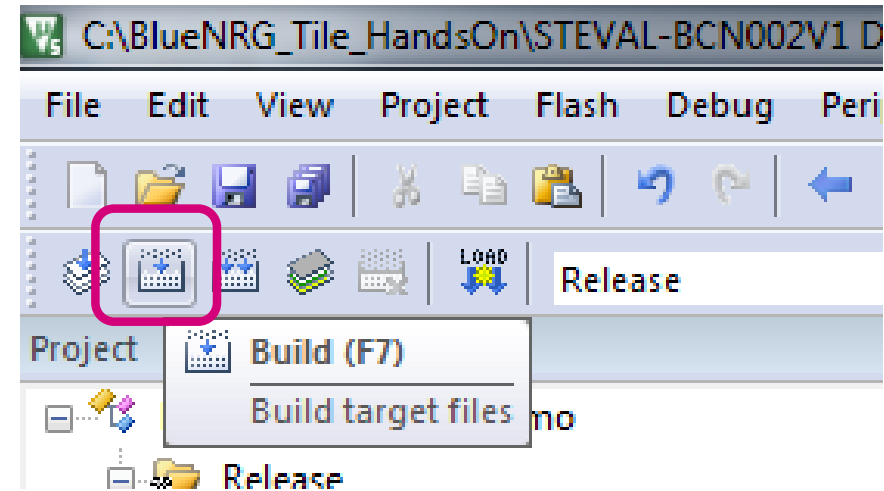 C:\BlueNRG_Tile_HandsOn\STEVAL-BCN002V1 D
File Edit View Project Flash Debug Peri
LOAD
Release
Project
Build (F7)
Build target files
mo
Release